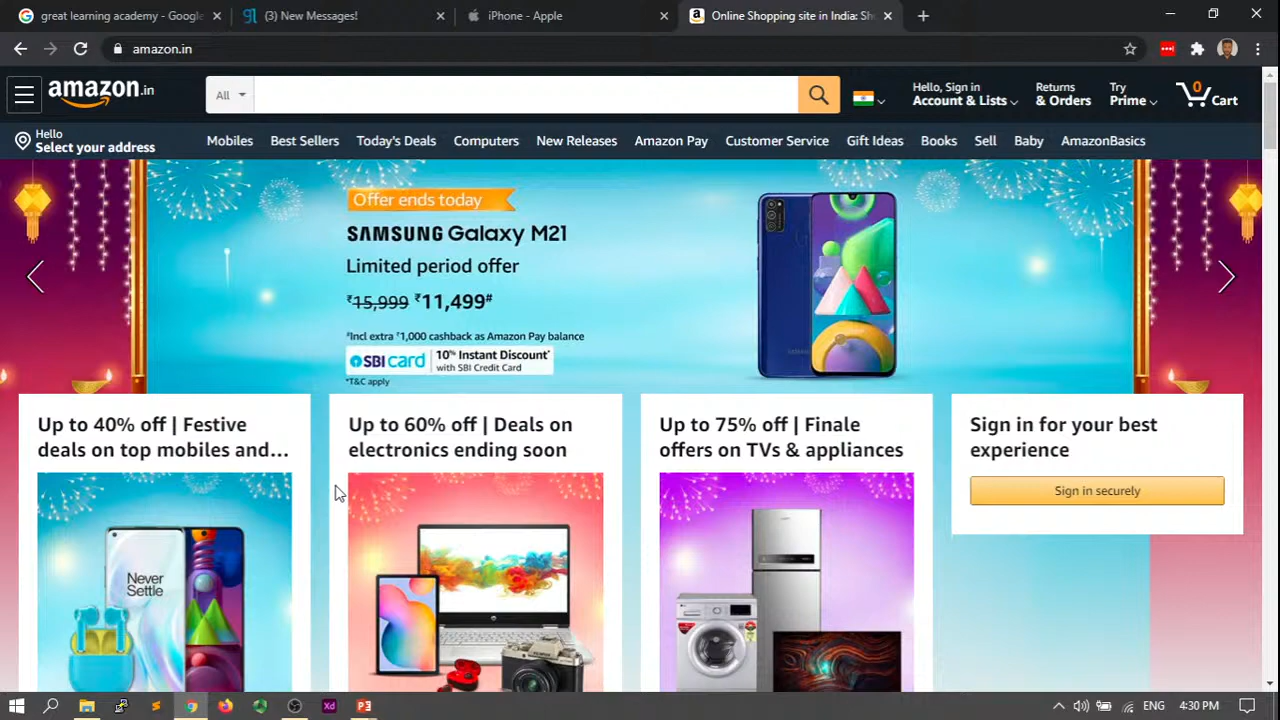 great learning academy - Google
(3) New Messages!
iPhone - Apple
Online Shopping site in India: Sh
amazon.in
amazon.in
All
Hello, Sign in
Account & Lists
Returns
& Orders
Try
Prime
0
Cart
Hello
Select your address
Mobiles
Best Sellers
Today's Deals
Computers
New Releases
Amazon Pay
Customer Service
Gift Ideas
Books
Sell
Baby
AmazonBasics
Offer ends today
SAMSUNG Galaxy M21
Limited period offer
₹15,999 ₹11,499#
#Incl extra ₹1,000 cashback as Amazon Pay balance
SBI card
10% Instant Discount*
with SBI Credit Card
*T&C apply
Up to 40% off | Festive
deals on top mobiles and...
Up to 60% off | Deals on
electronics ending soon
Up to 75% off | Finale
offers on TVs & appliances
Sign in for your best
experience
Sign in securely
Never
Settle
ENG
4:30 PM